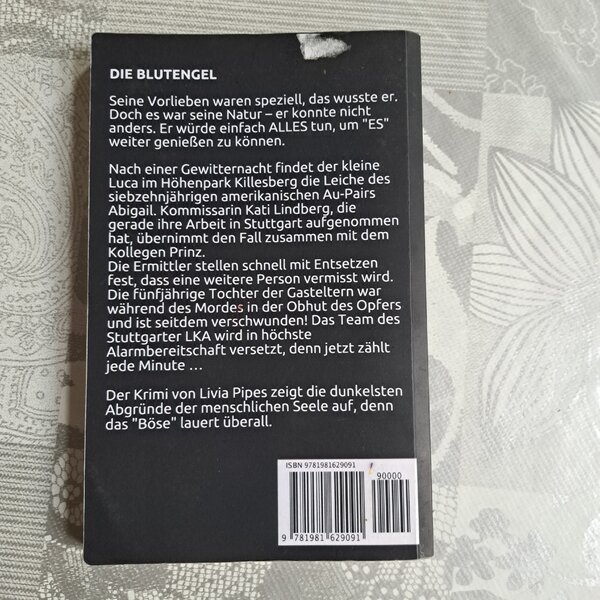 DIE BLUTENGEL
Seine Vorlieben waren speziell, das wusste er.
Doch es war seine Natur – er konnte nicht
anders. Er würde einfach ALLES tun, um "ES"
weiter genießen zu können.
Nach einer Gewitternacht findet der kleine
Luca im Höhenpark Killesberg die Leiche des
siebzehnjährigen amerikanischen Au-Pairs
Abigail. Kommissarin Kati Lindberg, die
gerade ihre Arbeit in Stuttgart aufgenommen
hat, übernimmt den Fall zusammen mit dem
Kollegen Prinz.
Die Ermittler stellen schnell mit Entsetzen
fest, dass eine weitere Person vermisst wird.
Die fünfjährige Tochter der Gasteltern war
während des Mordes in der Obhut des Opfers
und ist seitdem verschwunden! Das Team des
Stuttgarter LKA wird in höchste
Alarmbereitschaft versetzt, denn jetzt zählt
jede Minute ...
Der Krimi von Livia Pipes zeigt die dunkelsten
Abgründe der menschlichen Seele auf, denn
das "Böse" lauert überall.
ISBN 9781981629091
90000
9 781981 629091